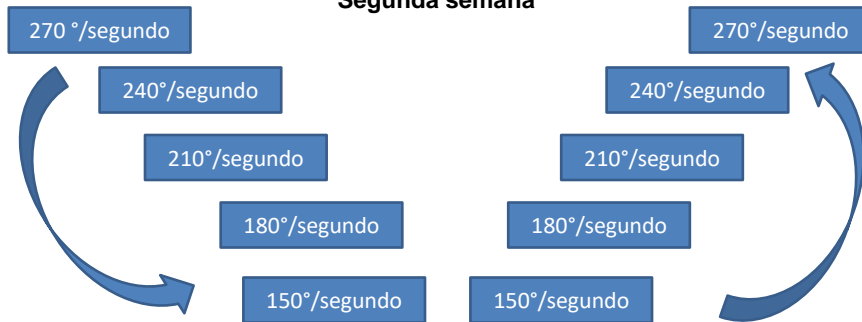 Segunda semana
270 °/segundo
270°/segundo
240°/segundo
240°/segundo
210°/segundo
210°/segundo
180°/segundo
180°/segundo
150°/segundo
150°/segundo